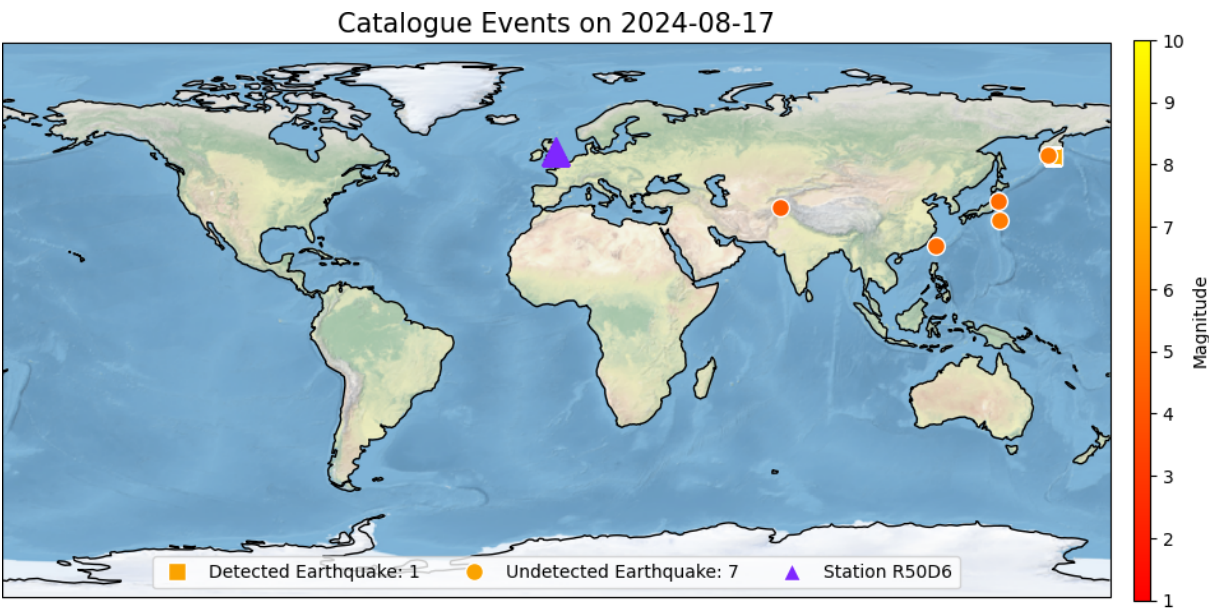 Catalogue Events on 2024-08-17
10
9
8
7
6
5
4
3
2
1
Magnitude
Detected Earthquake: 1
Undetected Earthquake: 7
Station R50D6